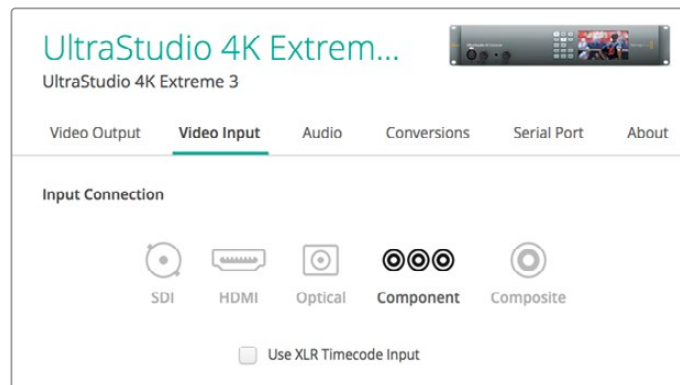 UltraStudio 4K Extrem...
UltraStudio 4K Extreme 3
Video Output Video Input Audio Conversions Serial Port About
Input Connection
SDI HDMI Optical Component Composite
Use XLR Timecode Input